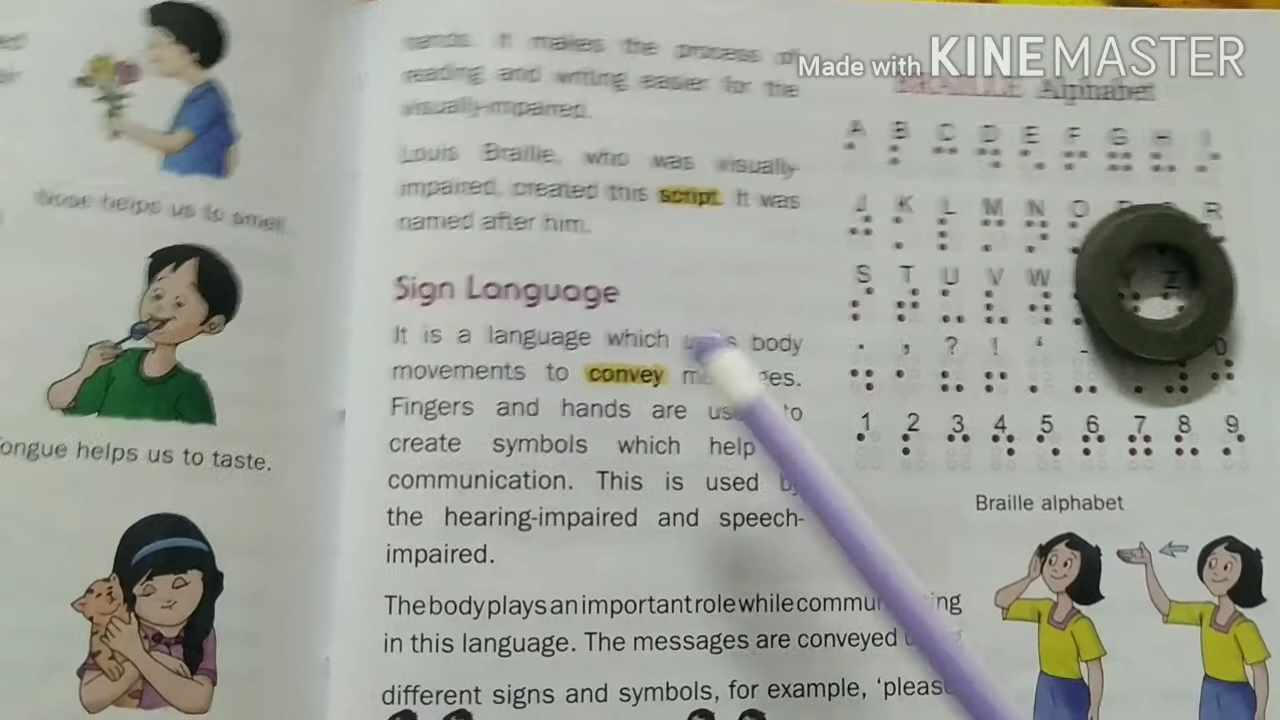 Made with KINEMASTER
Nose helps us to smell.
ongue helps us to taste.
hands. It makes the process of
reading and writing easier for the
visually-impaired.
Louis Braille, who was visually-
impaired, created this script. It was
named after him.
Sign Language
It is a language which body
movements to convey
Fingers and hands are to
create symbols which help
communication. This is used
the hearing-impaired and speech-
impaired.
The body plays an important role while
in this language. The messages are conveyed
different signs and symbols, for example, ‘please
BRAILLE Alphabet
A B C D E F G H I
J K L M N O R
S T U V W
. , ? ! ‘ - 0
1 2 3 4 5 6 7 8 9
Braille alphabet